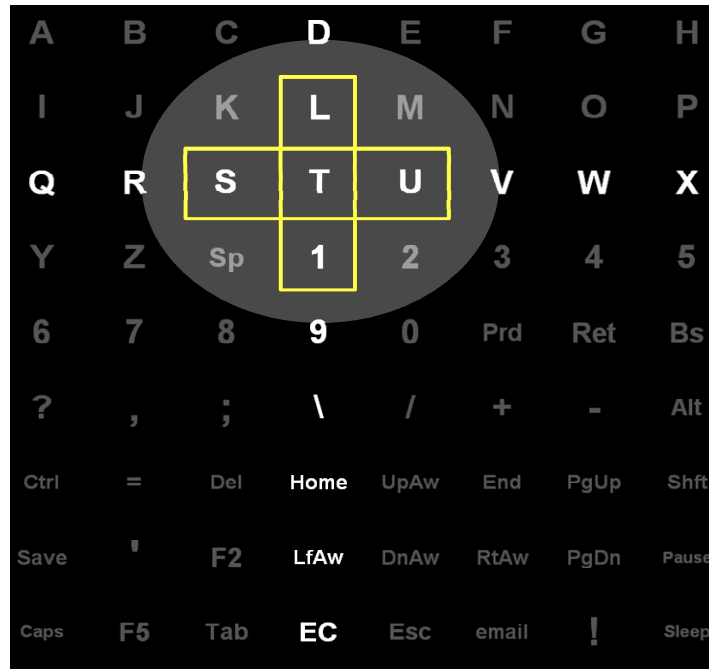 A B C D E F G H
I J K L M N O P
Q R S T U V W X
Y Z Sp 1 2 3 4 5
6 7 8 9 0 Prd Ret Bs
? , ; \ / + - Alt
Ctrl = Del Home UpAw End PgUp Shft
Save ' F2 LfAw DnAw RtAw PgDn Pause
Caps F5 Tab EC Esc email ! Sleep